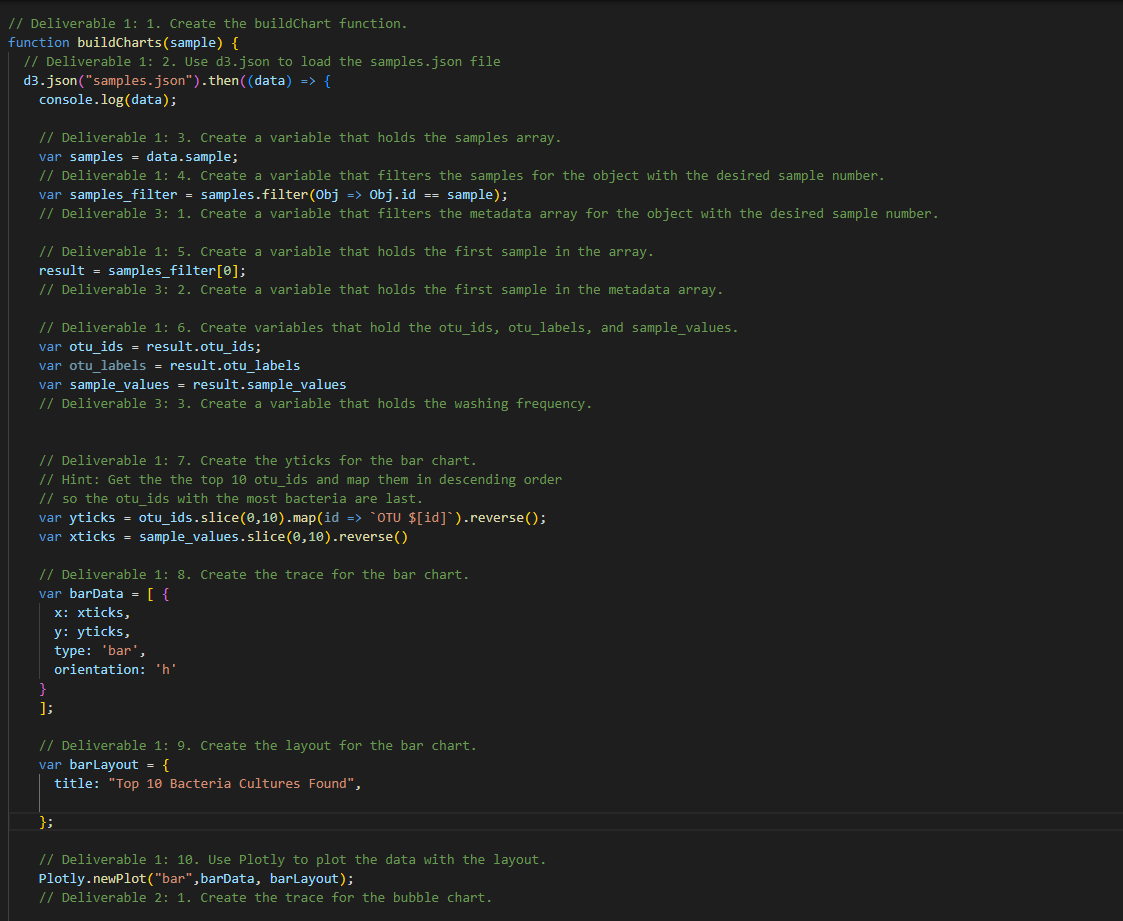 // Deliverable 1: 1. Create the buildChart function.
function buildCharts(sample) {
// Deliverable 1: 2. Use d3.json to load the samples.json file
d3.json("samples.json").then((data) => {
console.log(data);
// Deliverable 1: 3. Create a variable that holds the samples array.
var samples = data.sample;
// Deliverable 1: 4. Create a variable that filters the samples for the object with the desired sample number.
var samples_filter = samples.filter(Obj => Obj.id == sample);
// Deliverable 3: 1. Create a variable that filters the metadata array for the object with the desired sample number.
// Deliverable 1: 5. Create a variable that holds the first sample in the array.
result = samples_filter[0];
// Deliverable 3: 2. Create a variable that holds the first sample in the metadata array.
// Deliverable 1: 6. Create variables that hold the otu_ids, otu_labels, and sample_values.
var otu_ids = result.otu_ids;
var otu_labels = result.otu_labels
var sample_values = result.sample_values
// Deliverable 3: 3. Create a variable that holds the washing frequency.
// Deliverable 1: 7. Create the yticks for the bar chart.
// Hint: Get the the top 10 otu_ids and map them in descending order
// so the otu_ids with the most bacteria are last.
var yticks = otu_ids.slice(0,10).map(id => `OTU $[id]`).reverse();
var xticks = sample_values.slice(0,10).reverse()
// Deliverable 1: 8. Create the trace for the bar chart.
var barData = [ {
x: xticks,
y: yticks,
type: 'bar',
orientation: 'h'
}
];
// Deliverable 1: 9. Create the layout for the bar chart.
var barLayout = {
title: "Top 10 Bacteria Cultures Found",
};
// Deliverable 1: 10. Use Plotly to plot the data with the layout.
Plotly.newPlot("bar",barData, barLayout);
// Deliverable 2: 1. Create the trace for the bubble chart.